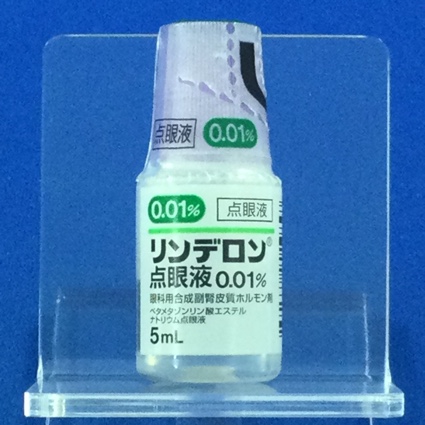 点眼液 0.01%
0.01% 点眼液
リンデロン®
点眼液 0.01%
眼科用合成副腎皮質ホルモン剤
ベタメタゾンリン酸エステル
ナトリウム点眼液
5mL